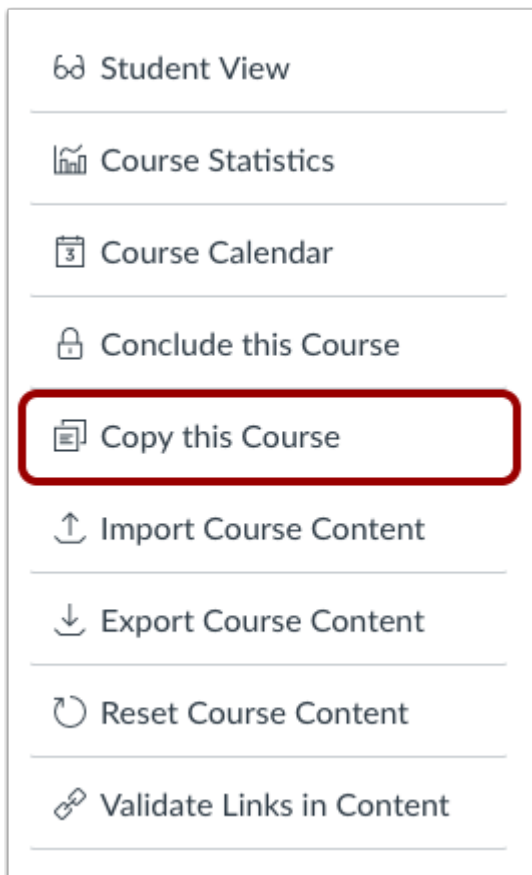 Student View
Course Statistics
3 Course Calendar
Conclude this Course
Copy this Course
Import Course Content
Export Course Content
Reset Course Content
Validate Links in Content